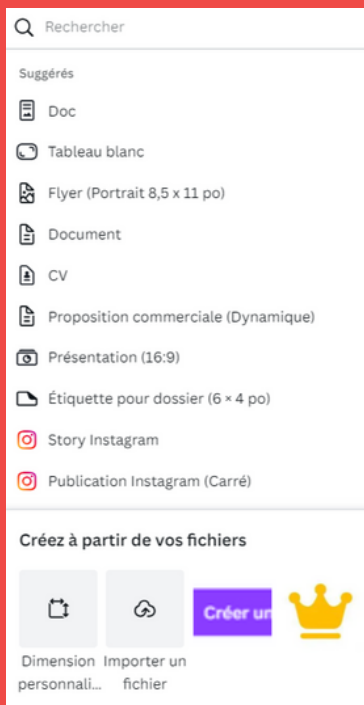 Rechercher
Suggérés
Doc
Tableau blanc
Flyer (Portrait 8,5 x 11 po)
Document
CV
Proposition commerciale (Dynamique)
Présentation (16:9)
Étiquette pour dossier (6 × 4 po)
Story Instagram
Publication Instagram (Carré)
Créez à partir de vos fichiers
Créer un
Dimension personnali...
Importer un fichier